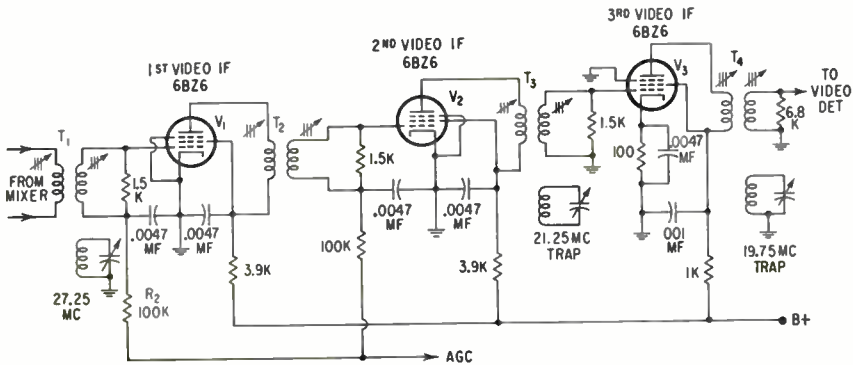 1ST VIDEO IF
6BZ6
2ND VIDEO IF
6BZ6
3RD VIDEO IF
6BZ6
V1
V2
V3
T1
T2
T3
T4
FROM
MIXER
TO
VIDEO
DET
1.5
K
1.5K
1.5K
100
.0047
MF
6.8
K
.0047
MF
.0047
MF
.0047
MF
.0047
MF
001
MF
27.25
MC
R2
100K
3.9K
100K
3.9K
21.25MC
TRAP
1K
19.75 MC
TRAP
B+
AGC